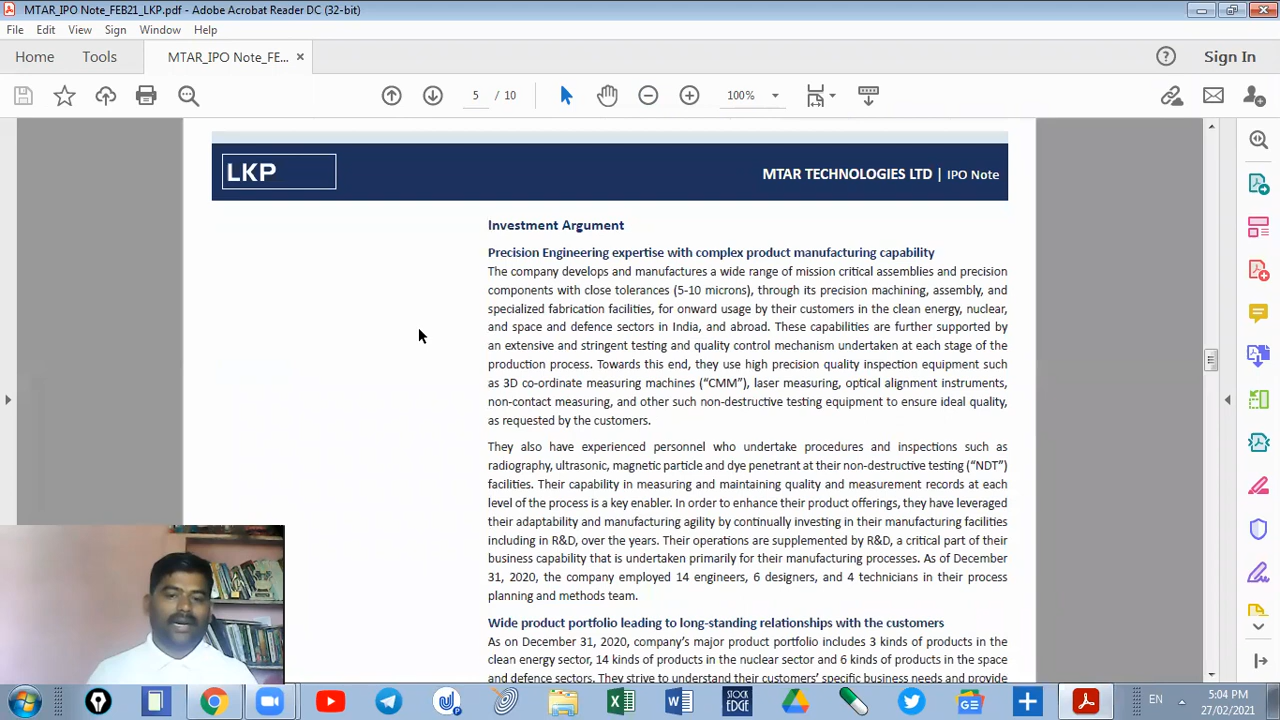 MTAR_IPO Note_FEB21_LKP.pdf - Adobe Acrobat Reader DC (32-bit)
File Edit View Sign Window Help
Home Tools MTAR_IPO Note_FE... × Sign In
5 / 10 100%
LKP
MTAR TECHNOLOGIES LTD | IPO Note
Investment Argument
Precision Engineering expertise with complex product manufacturing capability
The company develops and manufactures a wide range of mission critical assemblies and precision
components with close tolerances (5-10 microns), through its precision machining, assembly, and
specialized fabrication facilities, for onward usage by their customers in the clean energy, nuclear,
and space and defence sectors in India, and abroad. These capabilities are further supported by
an extensive and stringent testing and quality control mechanism undertaken at each stage of the
production process. Towards this end, they use high precision quality inspection equipment such
as 3D co-ordinate measuring machines (“CMM”), laser measuring, optical alignment instruments,
non-contact measuring, and other such non-destructive testing equipment to ensure ideal quality,
as requested by the customers.
They also have experienced personnel who undertake procedures and inspections such as
radiography, ultrasonic, magnetic particle and dye penetrant at their non-destructive testing (“NDT”)
facilities. Their capability in measuring and maintaining quality and measurement records at each
level of the process is a key enabler. In order to enhance their product offerings, they have leveraged
their adaptability and manufacturing agility by continually investing in their manufacturing facilities
including in R&D, over the years. Their operations are supplemented by R&D, a critical part of their
business capability that is undertaken primarily for their manufacturing processes. As of December
31, 2020, the company employed 14 engineers, 6 designers, and 4 technicians in their process
planning and methods team.
Wide product portfolio leading to long-standing relationships with the customers
As on December 31, 2020, company’s major product portfolio includes 3 kinds of products in the
clean energy sector, 14 kinds of products in the nuclear sector and 6 kinds of products in the space
and defence sectors. They strive to understand their customers’ specific business needs and provide
STOCK
EDGE
EN
5:04 PM
27/02/2021